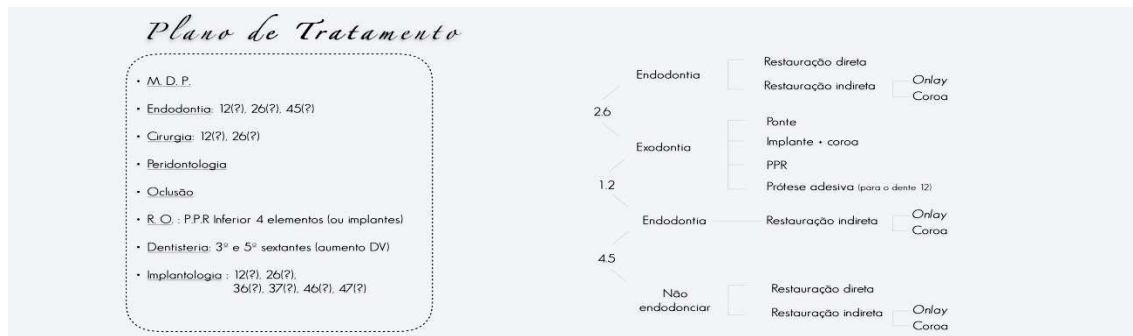 Plano de Tratamento
• M. D. P.
• Endodontia: 12(?), 26(?), 45(?)
• Cirurgia: 12(?), 26(?)
• Peridontologia
• Oclusão
• R. O. : P.P.R Inferior 4 elementos (ou implantes)
• Dentisteria: 3º e 5º sextantes (aumento DV)
• Implantologia : 12(?), 26(?),
36(?), 37(?), 46(?), 47(?)
2.6
1.2
4.5
Endodontia
Restauração direta
Restauração indireta
Onlay
Coroa
Exodontia
Ponte
Implante + coroa
PPR
Prótese adesiva (para o dente 12)
Endodontia
Restauração indireta
Onlay
Coroa
Não
endodonciar
Restauração direta
Restauração indireta
Onlay
Coroa